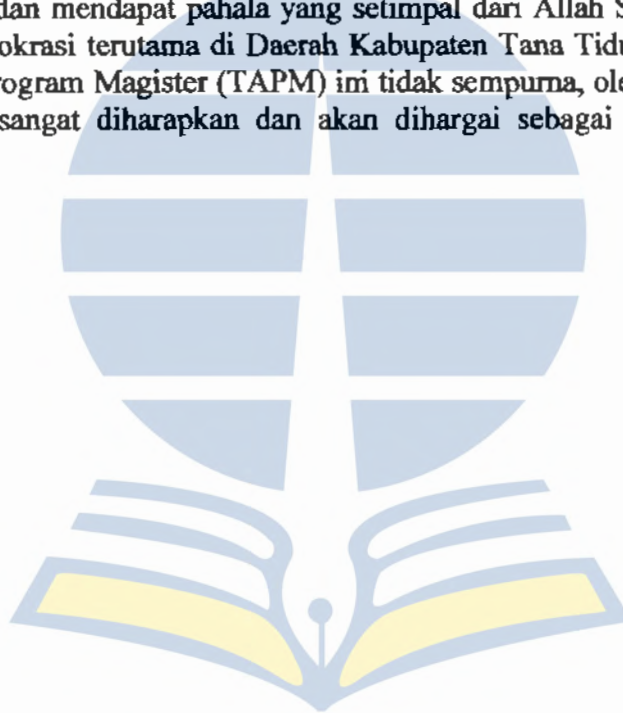 dan mendapat pahala yang setimpal dari Allah S
okrasi terutama di Daerah Kabupaten Tana Tidu
rogram Magister (TAPM) ini tidak sempurna, ole
sangat diharapkan dan akan dihargai sebagai